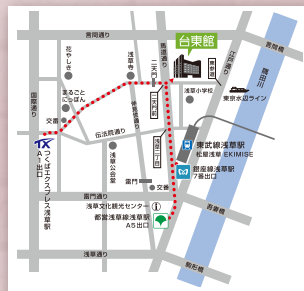 言問通り
言問橋
花やしき
浅草寺
馬道通り
二天門
台東館
江戸通り
隅田川
まるごと
にっぽん
二天門前
浅草小学校
東京水辺ライン
国際通り
交番
伝法院通り
TX
つくばエクスプレス浅草駅
A1出口
浅草公会堂
東武線浅草駅
松屋浅草 EKIMISE
銀座線浅草駅
7番出口
雷門
交番
雷門通り
浅草文化観光センター
吾妻橋
都営浅草線浅草駅
A5出口
浅草通り
駒形橋